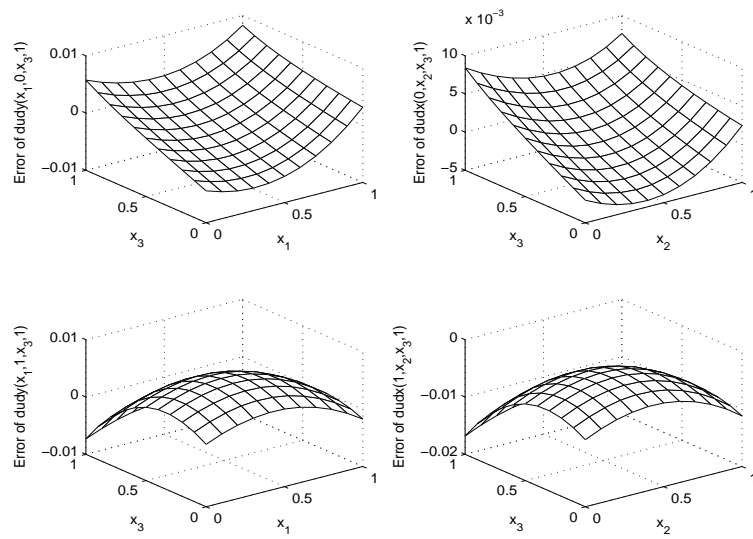 0.01
0
−0.01
1
0.5
0
0
0.5
1
x3
x1
Error of dudy(x1,0,x3,1)
x 10−3
10
5
0
−5
1
0.5
0
0
0.5
1
x3
x2
Error of dudx(0,x2,x3,1)
0.01
0
−0.01
1
0.5
0
0
0.5
1
x3
x1
Error of dudy(x1,1,x3,1)
0
−0.01
−0.02
1
0.5
0
0
0.5
1
x3
x2
Error of dudx(1,x2,x3,1)